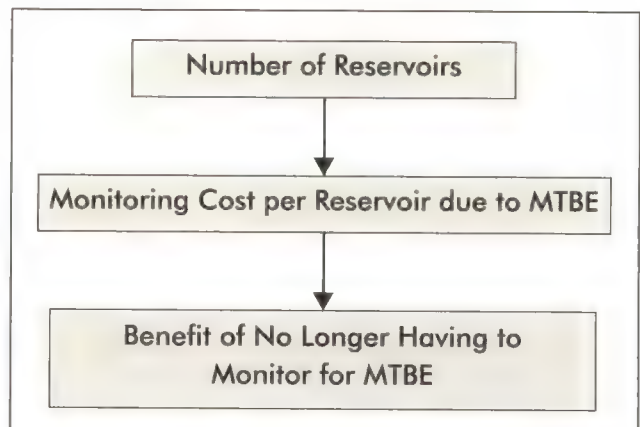 Number of Reservoirs
Monitoring Cost per Reservoir due to MTBE
Benefit of No Longer Having to
Monitor for MTBE